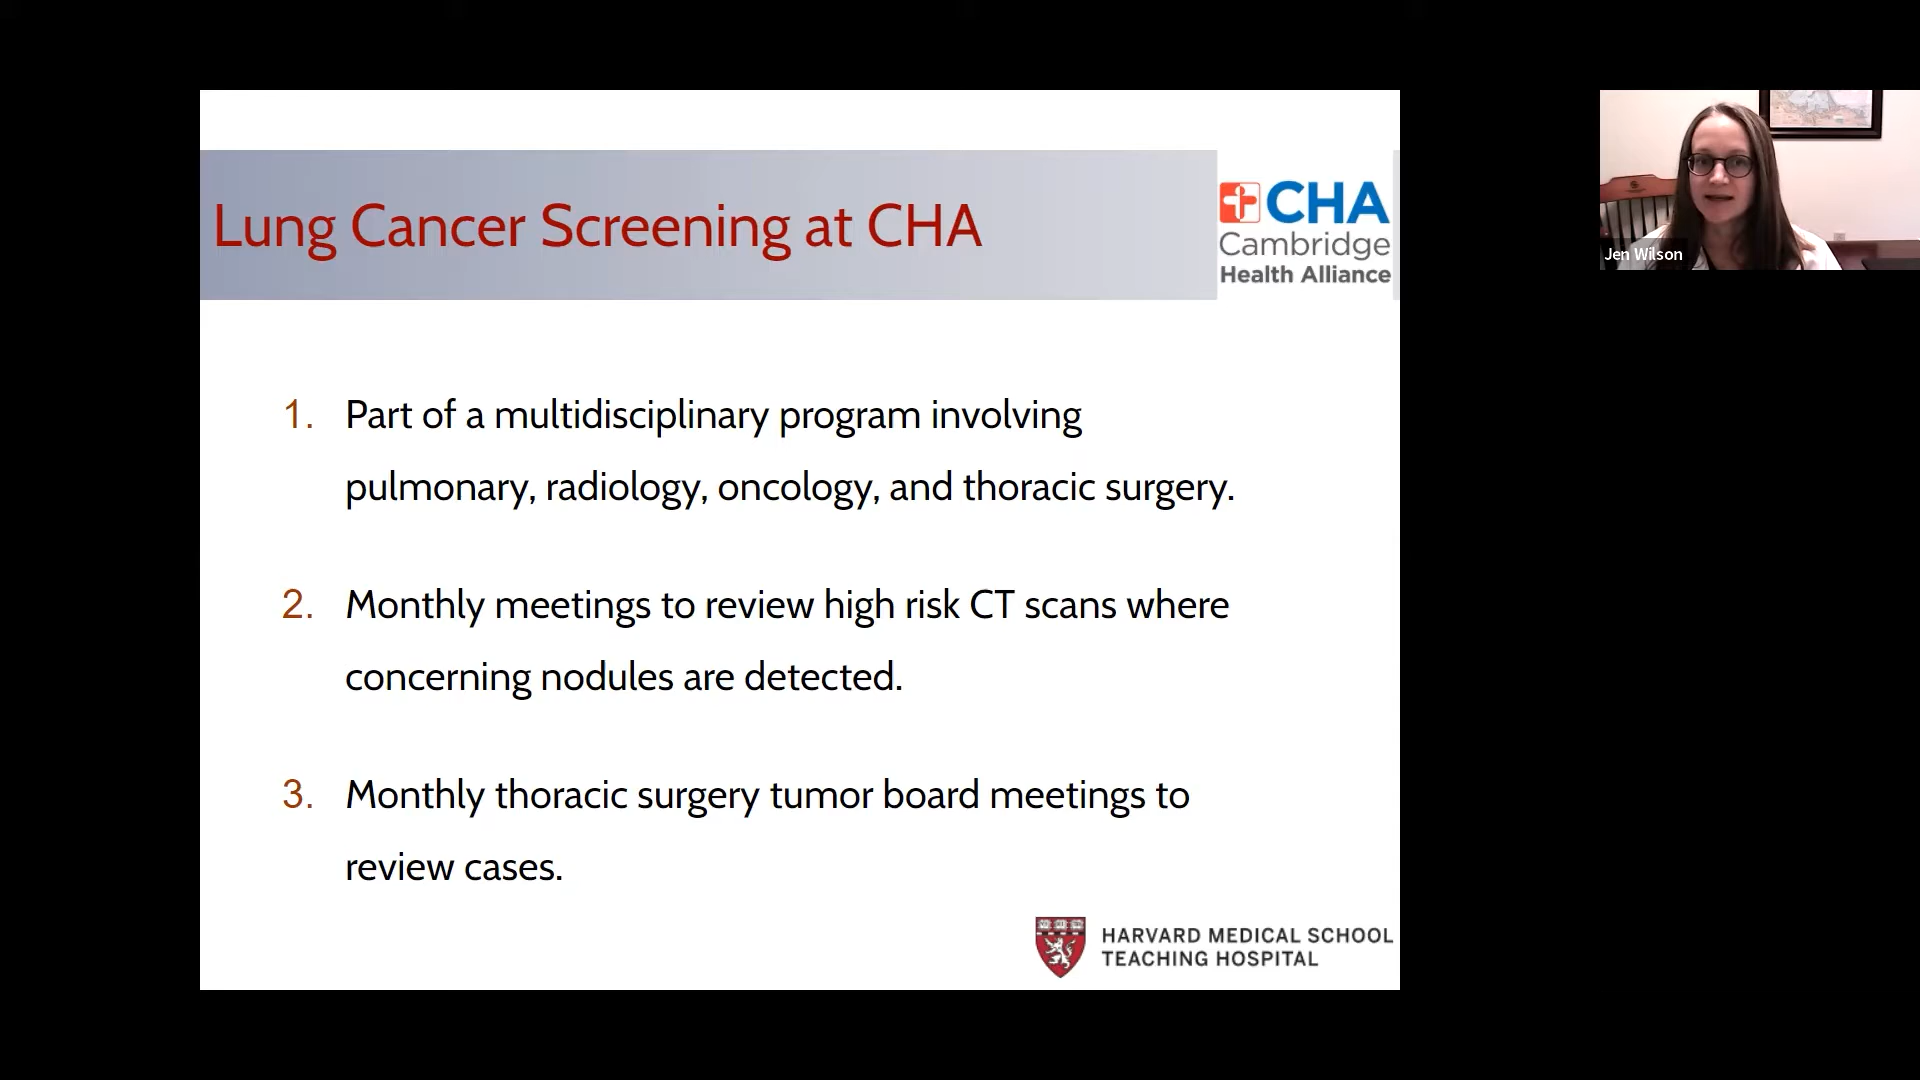 Lung Cancer Screening at CHA
CHA
Cambridge
Health Alliance
Jen Wilson
1. Part of a multidisciplinary program involving
pulmonary, radiology, oncology, and thoracic surgery.
2. Monthly meetings to review high risk CT scans where
concerning nodules are detected.
3. Monthly thoracic surgery tumor board meetings to
review cases.
HARVARD MEDICAL SCHOOL
TEACHING HOSPITAL